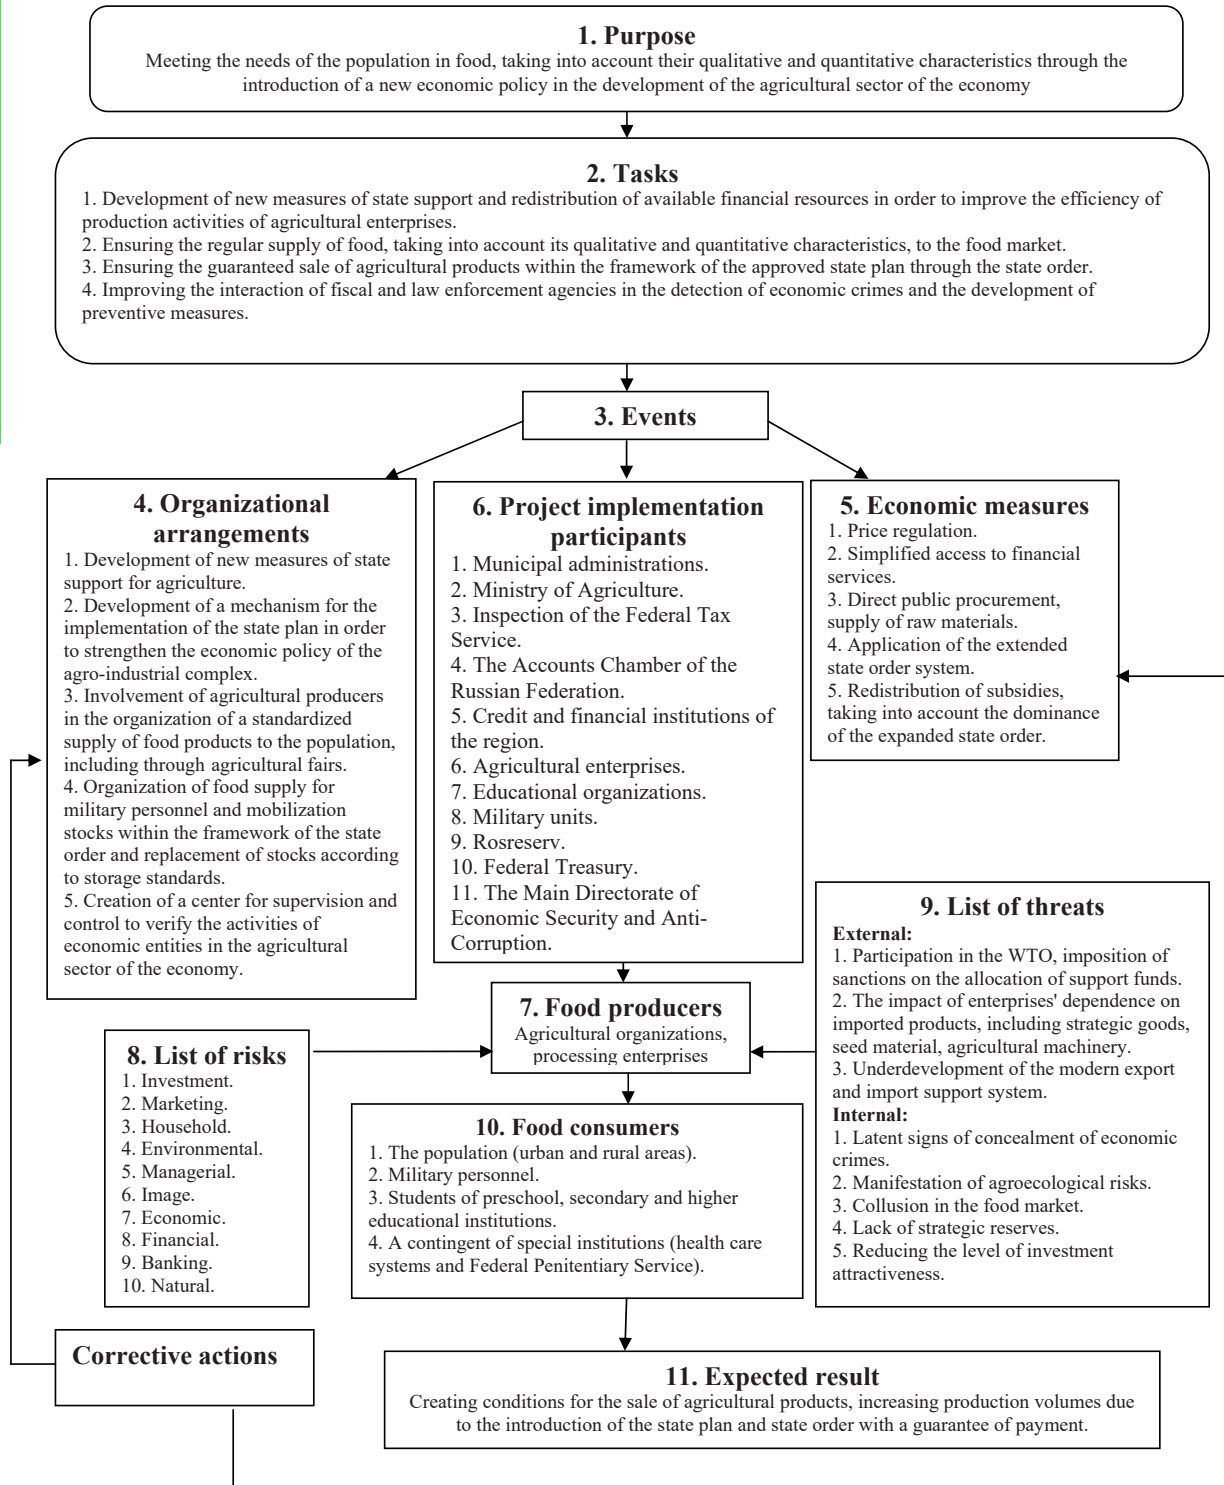 1. Purpose
Meeting the needs of the population in food, taking into account their qualitative and quantitative characteristics through the
introduction of a new economic policy in the development of the agricultural sector of the economy
2. Tasks
1. Development of new measures of state support and redistribution of available financial resources in order to improve the efficiency of
production activities of agricultural enterprises.
2. Ensuring the regular supply of food, taking into account its qualitative and quantitative characteristics, to the food market.
3. Ensuring the guaranteed sale of agricultural products within the framework of the approved state plan through the state order.
4. Improving the interaction of fiscal and law enforcement agencies in the detection of economic crimes and the development of
preventive measures.
3. Events
4. Organizational
arrangements
1. Development of new measures of state
support for agriculture.
2. Development of a mechanism for the
implementation of the state plan in order
to strengthen the economic policy of the
agro-industrial complex.
3. Involvement of agricultural producers
in the organization of a standardized
supply of food products to the population,
including through agricultural fairs.
4. Organization of food supply for
military personnel and mobilization
stocks within the framework of the state
order and replacement of stocks according
to storage standards.
5. Creation of a center for supervision and
control to verify the activities of
economic entities in the agricultural
sector of the economy.
6. Project implementation
participants
1. Municipal administrations.
2. Ministry of Agriculture.
3. Inspection of the Federal Tax
Service.
4. The Accounts Chamber of the
Russian Federation.
5. Credit and financial institutions of
the region.
6. Agricultural enterprises.
7. Educational organizations.
8. Military units.
9. Rosreserv.
10. Federal Treasury.
11. The Main Directorate of
Economic Security and Anti-
Corruption.
5. Economic measures
1. Price regulation.
2. Simplified access to financial
services.
3. Direct public procurement,
supply of raw materials.
4. Application of the extended
state order system.
5. Redistribution of subsidies,
taking into account the dominance
of the expanded state order.
7. Food producers
Agricultural organizations,
processing enterprises
8. List of risks
1. Investment.
2. Marketing.
3. Household.
4. Environmental.
5. Managerial.
6. Image.
7. Economic.
8. Financial.
9. Banking.
10. Natural.
9. List of threats
External:
1. Participation in the WTO, imposition of
sanctions on the allocation of support funds.
2. The impact of enterprises' dependence on
imported products, including strategic goods,
seed material, agricultural machinery.
3. Underdevelopment of the modern export
and import support system.
Internal:
1. Latent signs of concealment of economic
crimes.
2. Manifestation of agroecological risks.
3. Collusion in the food market.
4. Lack of strategic reserves.
5. Reducing the level of investment
attractiveness.
10. Food consumers
1. The population (urban and rural areas).
2. Military personnel.
3. Students of preschool, secondary and higher
educational institutions.
4. A contingent of special institutions (health care
systems and Federal Penitentiary Service).
Corrective actions
11. Expected result
Creating conditions for the sale of agricultural products, increasing production volumes due
to the introduction of the state plan and state order with a guarantee of payment.